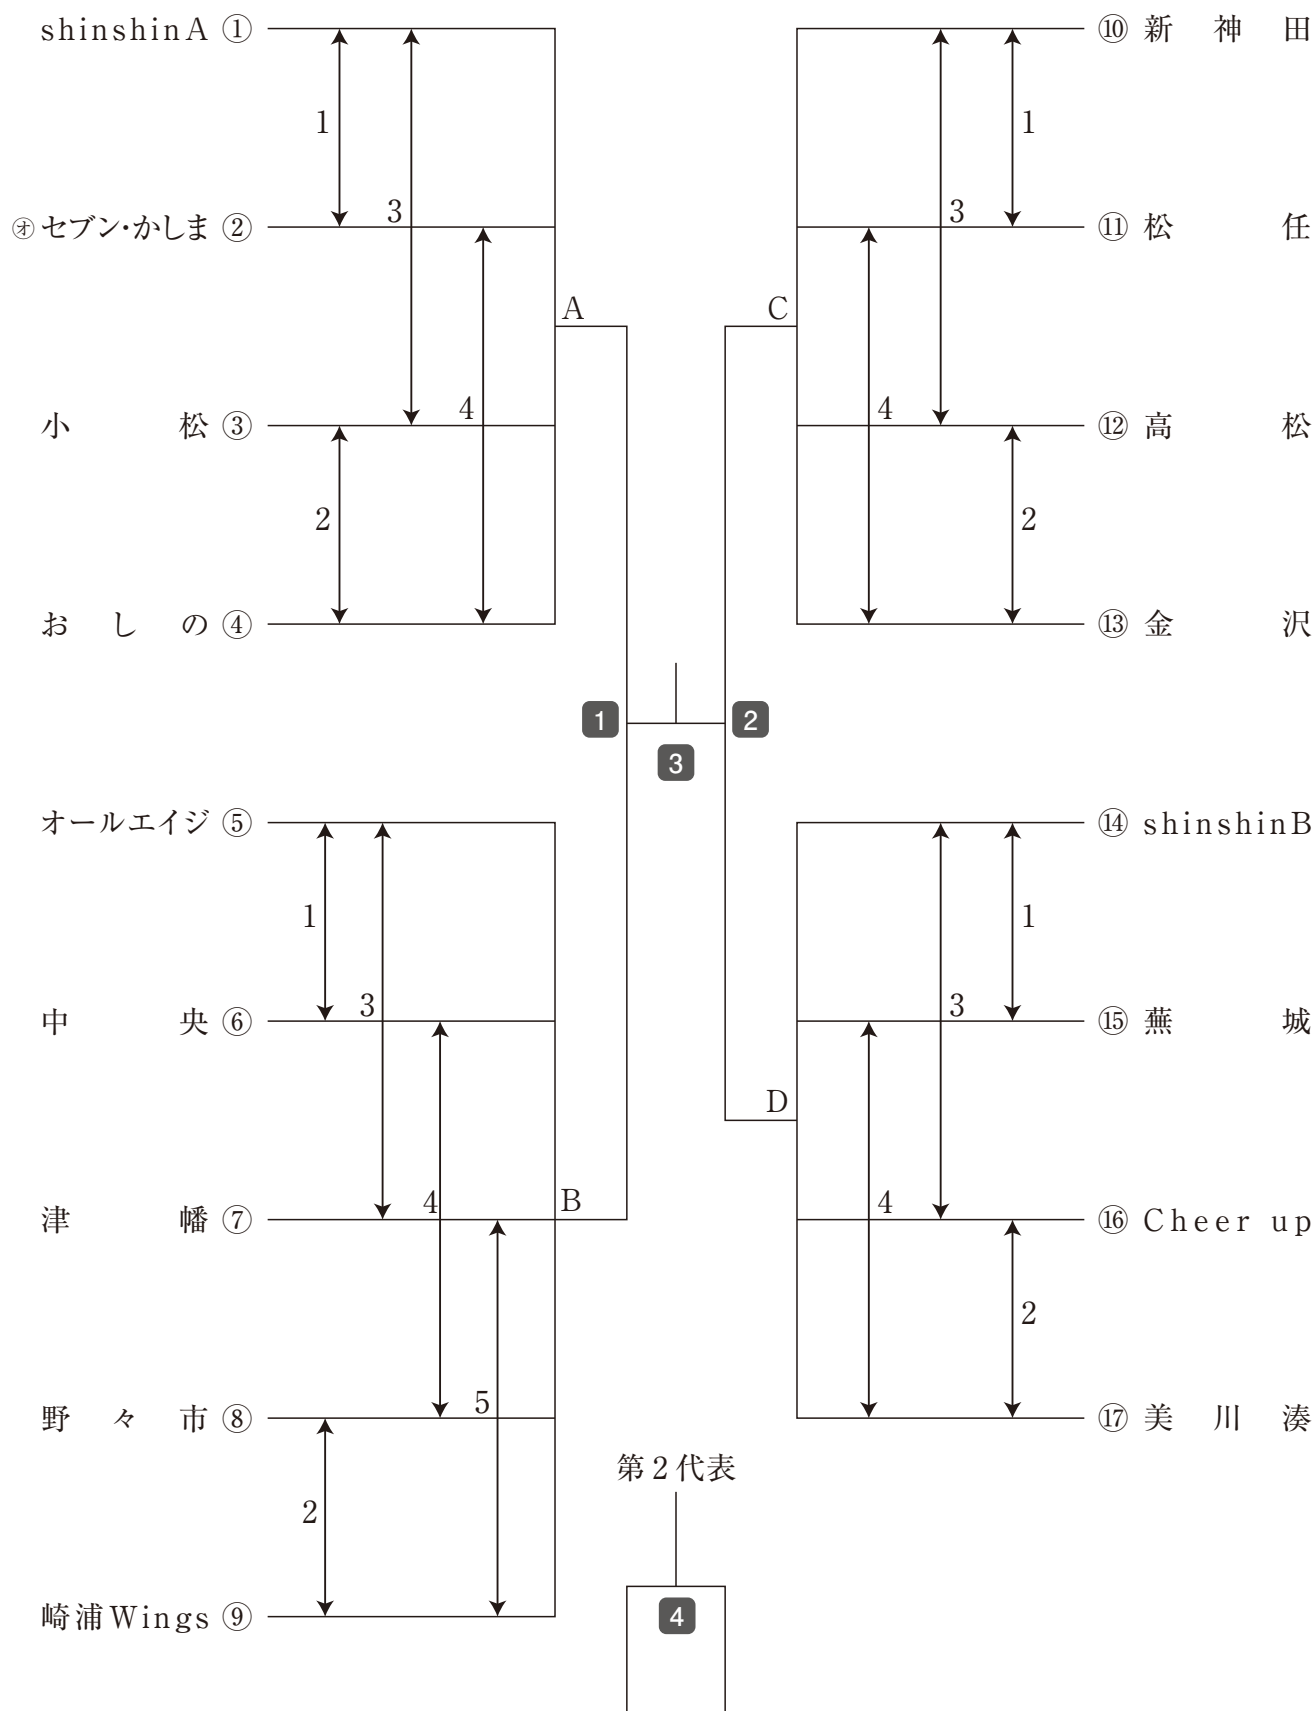 shinshinA ①
1
3
㋔セブン・かしま ②
4
小松 ③
2
おしの ④
A
オールエイジ ⑤
1
3
中央 ⑥
4
津幡 ⑦
5
野々市 ⑧
2
崎浦Wings ⑨
B
1
3
2
第2代表
4
C
⑩ 新神田
1
3
⑪ 松任
4
⑫ 高松
2
⑬ 金沢
D
⑭ shinshinB
1
3
⑮ 蕪城
4
⑯ Cheer up
2
⑰ 美川湊